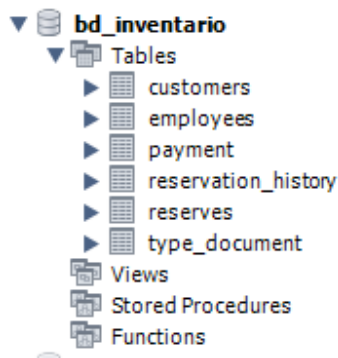 bd_inventario
Tables
customers
employees
payment
reservation_history
reserves
type_document
Views
Stored Procedures
Functions